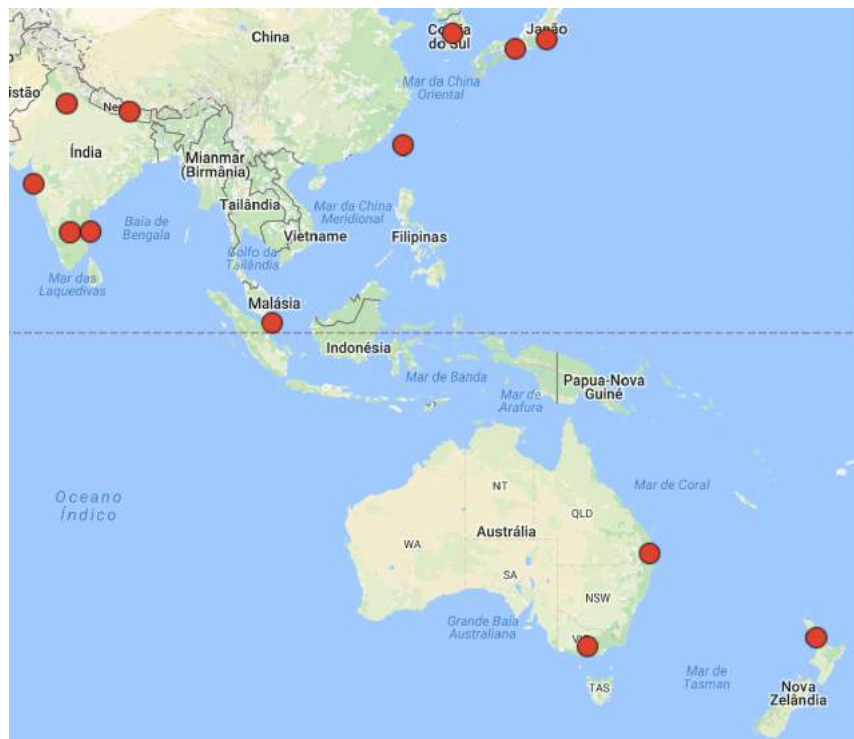 China
Coreia
do Sul
Japão
Mar da China
Oriental
istão
Ne
Índia
Mianmar
(Birmânia)
Tailândia
Mar da China
Meridional
Baía de
Bengala
Vietname
Filipinas
Golfo da
Tailândia
Mar das
Laquedivas
Malásia
Indonésia
Mar de Banda
Papua-Nova
Guiné
Mar de
Arafura
Oceano
Índico
NT
Mar de Coral
QLD
Austrália
WA
SA
NSW
Grande Baía
Australiana
VIC
Mar de
Tasman
TAS
Nova
Zelândia